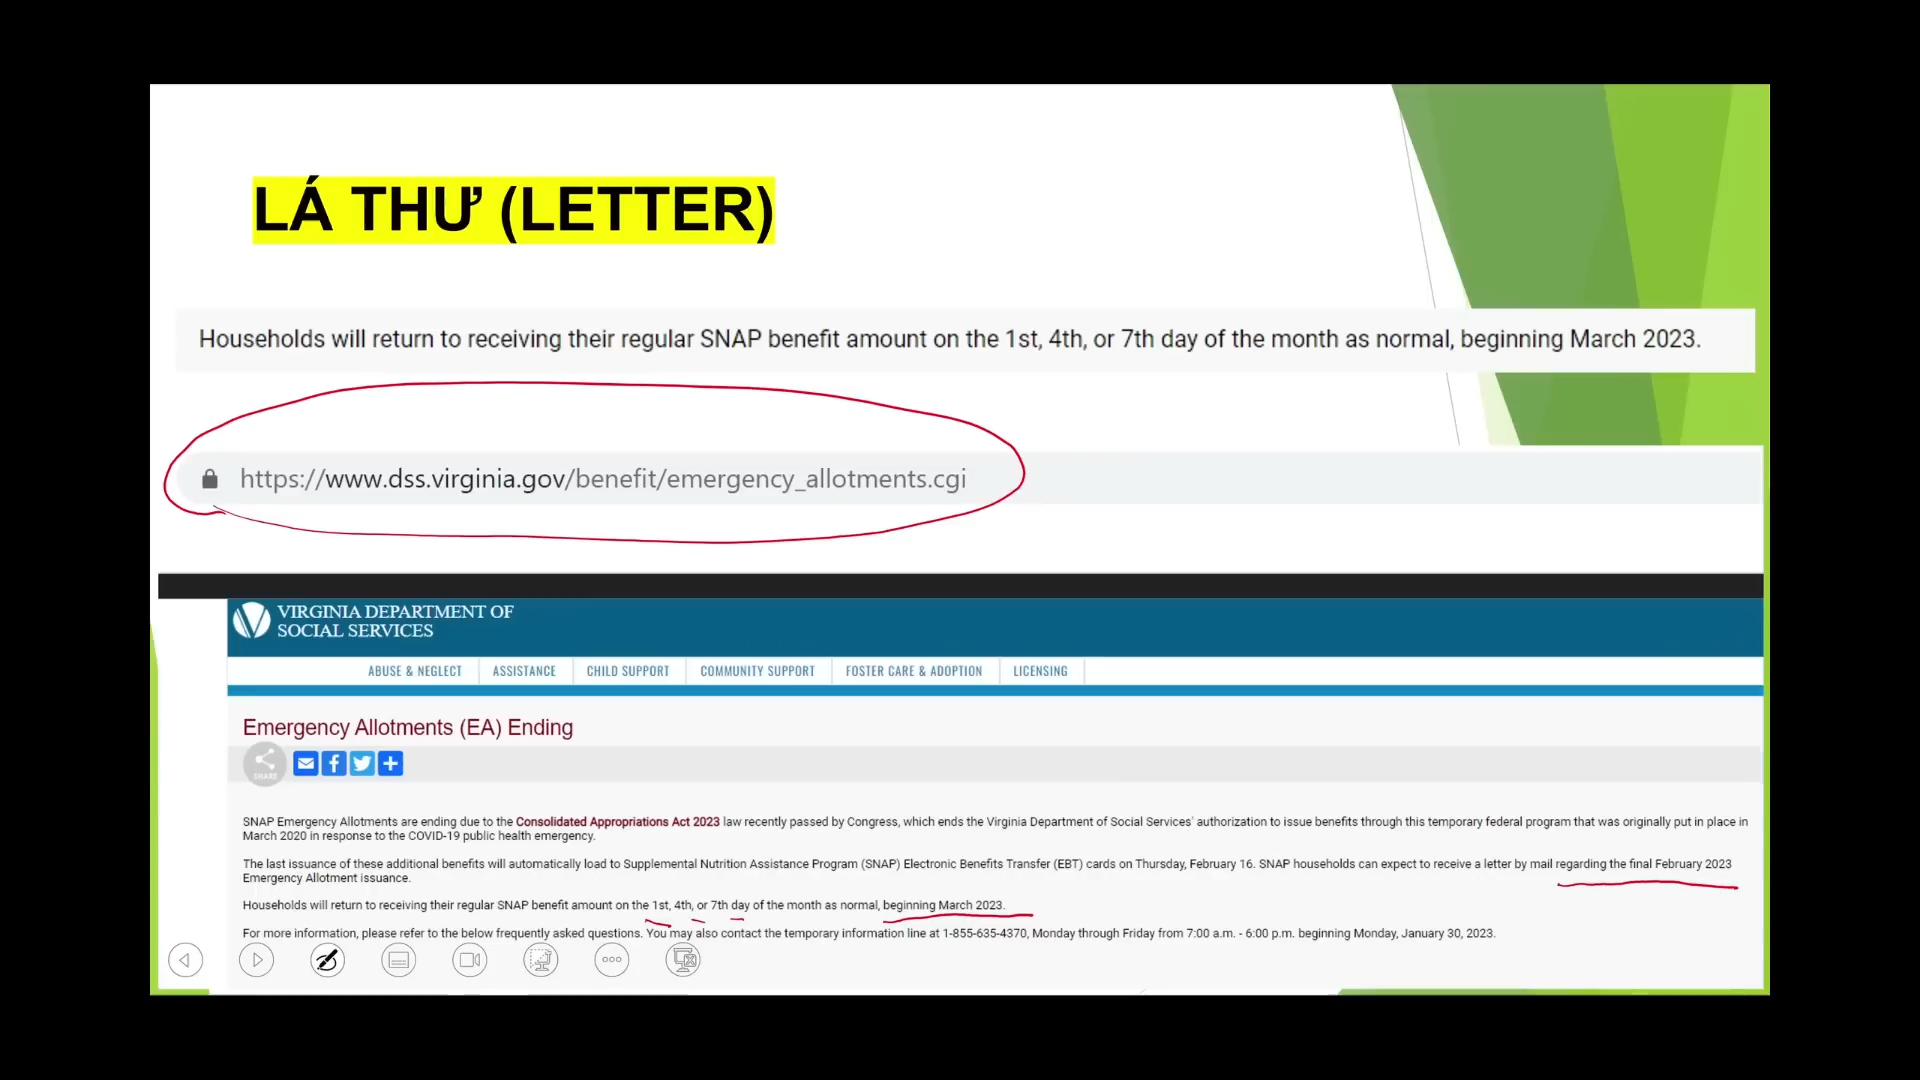 LÁ THƯ (LETTER)
Households will return to receiving their regular SNAP benefit amount on the 1st, 4th, or 7th day of the month as normal, beginning March 2023.
https://www.dss.virginia.gov/benefit/emergency_allotments.cgi
VIRGINIA DEPARTMENT OF
SOCIAL SERVICES
ABUSE & NEGLECT ASSISTANCE CHILD SUPPORT COMMUNITY SUPPORT FOSTER CARE & ADOPTION LICENSING
Emergency Allotments (EA) Ending
SHARE
SNAP Emergency Allotments are ending due to the Consolidated Appropriations Act 2023 law recently passed by Congress, which ends the Virginia Department of Social Services' authorization to issue benefits through this temporary federal program that was originally put in place in
March 2020 in response to the COVID-19 public health emergency.
The last issuance of these additional benefits will automatically load to Supplemental Nutrition Assistance Program (SNAP) Electronic Benefits Transfer (EBT) cards on Thursday, February 16. SNAP households can expect to receive a letter by mail regarding the final February 2023
Emergency Allotment issuance.
Households will return to receiving their regular SNAP benefit amount on the 1st, 4th, or 7th day of the month as normal, beginning March 2023.
For more information, please refer to the below frequently asked questions. You may also contact the temporary information line at 1-855-635-4370, Monday through Friday from 7:00 a.m. - 6:00 p.m. beginning Monday, January 30, 2023.